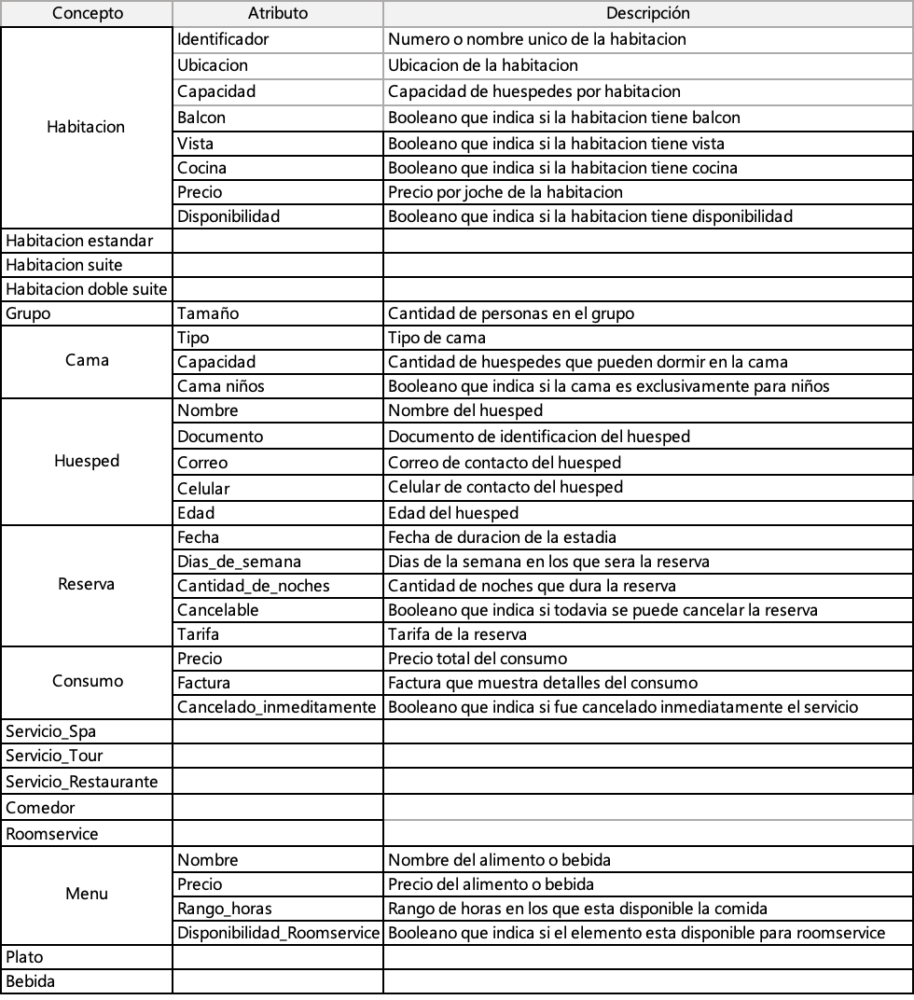 Concepto Atributo Descripción
Habitacion
Identificador Numero o nombre unico de la habitacion
Ubicacion Ubicacion de la habitacion
Capacidad Capacidad de huespedes por habitacion
Balcon Booleano que indica si la habitacion tiene balcon
Vista Booleano que indica si la habitacion tiene vista
Cocina Booleano que indica si la habitacion tiene cocina
Precio Precio por joche de la habitacion
Disponibilidad Booleano que indica si la habitacion tiene disponibilidad
Habitacion estandar
Habitacion suite
Habitacion doble suite
Grupo Tamaño Cantidad de personas en el grupo
Cama
Tipo Tipo de cama
Capacidad Cantidad de huespedes que pueden dormir en la cama
Cama niños Booleano que indica si la cama es exclusivamente para niños
Huesped
Nombre Nombre del huesped
Documento Documento de identificacion del huesped
Correo Correo de contacto del huesped
Celular Celular de contacto del huesped
Edad Edad del huesped
Reserva
Fecha Fecha de duracion de la estadia
Dias_de_semana Dias de la semana en los que sera la reserva
Cantidad_de_noches Cantidad de noches que dura la reserva
Cancelable Booleano que indica si todavia se puede cancelar la reserva
Tarifa Tarifa de la reserva
Consumo
Precio Precio total del consumo
Factura Factura que muestra detalles del consumo
Cancelado_inmeditamente Booleano que indica si fue cancelado inmediatamente el servicio
Servicio_Spa
Servicio_Tour
Servicio_Restaurante
Comedor
Roomservice
Menu
Nombre Nombre del alimento o bebida
Precio Precio del alimento o bebida
Rango_horas Rango de horas en los que esta disponible la comida
Disponibilidad_Roomservice Booleano que indica si el elemento esta disponible para roomservice
Plato
Bebida